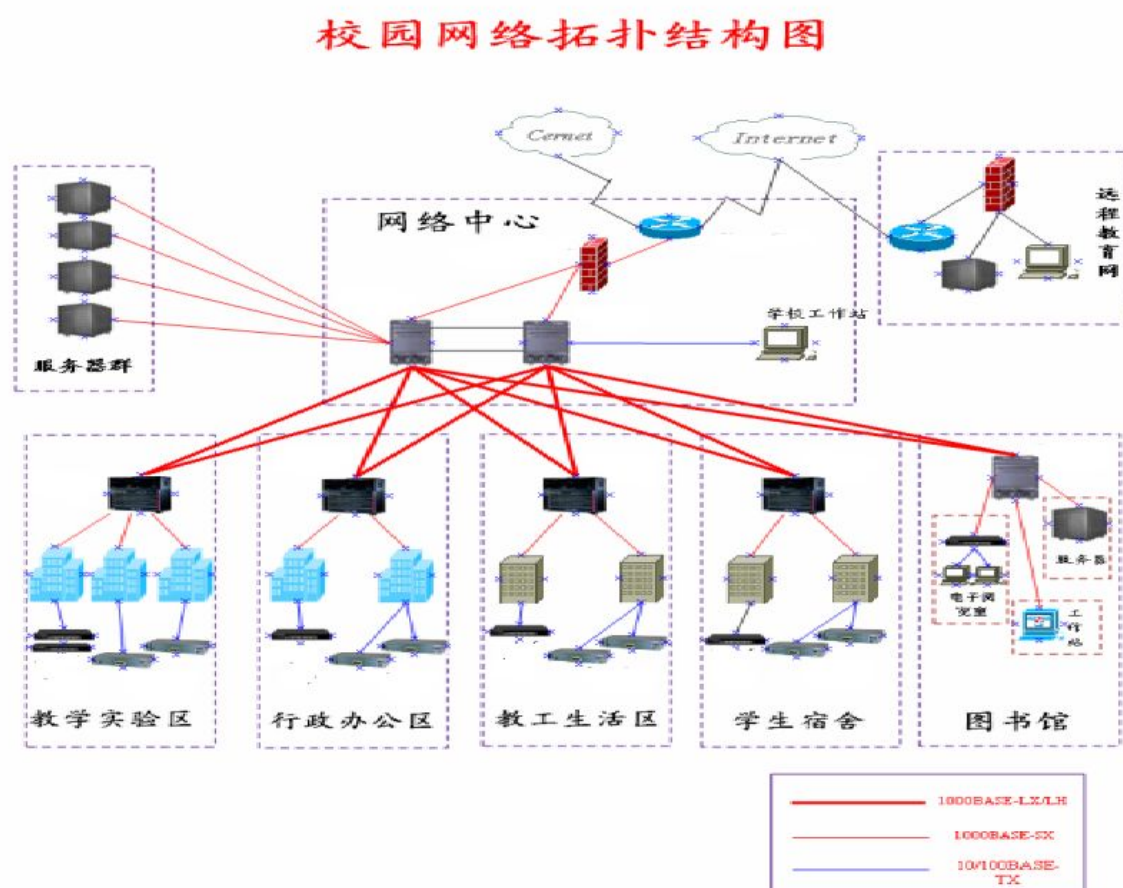 校园网络拓扑结构图
Cernet
Internet
网络中心
远程教育网
学校工作站
服务器群
服务器
电子阅
览室
工作站
教学实验区
行政办公区
教工生活区
学生宿舍
图书馆
1000BASE-LX/LH
1000BASE-SX
10/100BASE-
TX